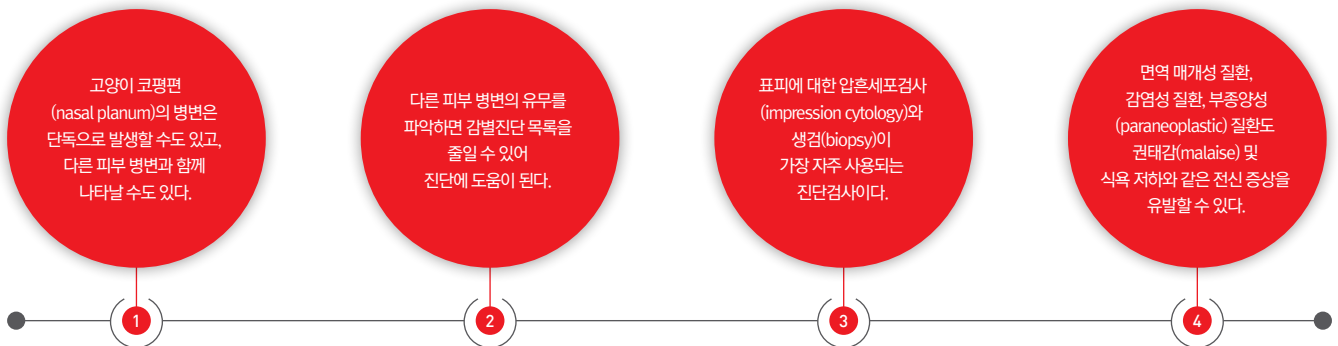 고양이 코평편
(nasal planum)의 병변은
단독으로 발생할 수도 있고,
다른 피부 병변과 함께
나타날 수도 있다.
다른 피부 병변의 유무를
파악하면 감별진단 목록을
줄일 수 있어
진단에 도움이 된다.
표피에 대한 압흔세포검사
(impression cytology)와
생검(biopsy)이
가장 자주 사용되는
진단검사이다.
면역 매개성 질환,
감염성 질환, 부종양성
(paraneoplastic) 질환도
권태감(malaise) 및
식욕 저하와 같은 전신 증상을
유발할 수 있다.
1
2
3
4